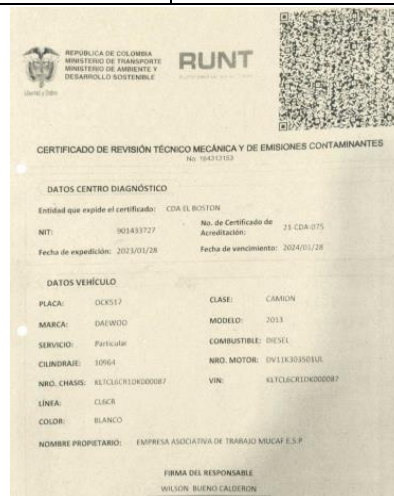 REPÚBLICA DE COLOMBIA
MINISTERIO DE TRANSPORTE
MINISTERIO DE AMBIENTE Y
DESARROLLO SOSTENIBLE
RUNT
CERTIFICADO DE REVISIÓN TÉCNICO MECÁNICA Y DE EMISIONES CONTAMINANTES
DATOS CENTRO DIAGNÓSTICO
Entidad que expide el certificado: CDA EL BOSTON
NIT: 901433727 No. de Certificado de Acreditación: 21-CDA-075
Fecha de expedición: 2023/01/28 Fecha de vencimiento: 2024/01/28
DATOS VEHÍCULO
PLACA: OCK517 CLASE: CAMION
MARCA: DAEWOO MODELO: 2013
SERVICIO: Particular COMBUSTIBLE: DIESEL
CILINDRAJE: 10964 NRO. MOTOR: DV11K303501UL
NRO. CHASIS: KLTCL6CR1DK000087 VIN: KLTCL6CR1DK000087
LÍNEA: CL6CR
COLOR: BLANCO
NOMBRE PROPIETARIO: EMPRESA ASOCIATIVA DE TRABAJO MUCAF E.S.P
FIRMA DEL RESPONSABLE
WILSON BUENO CALDERON